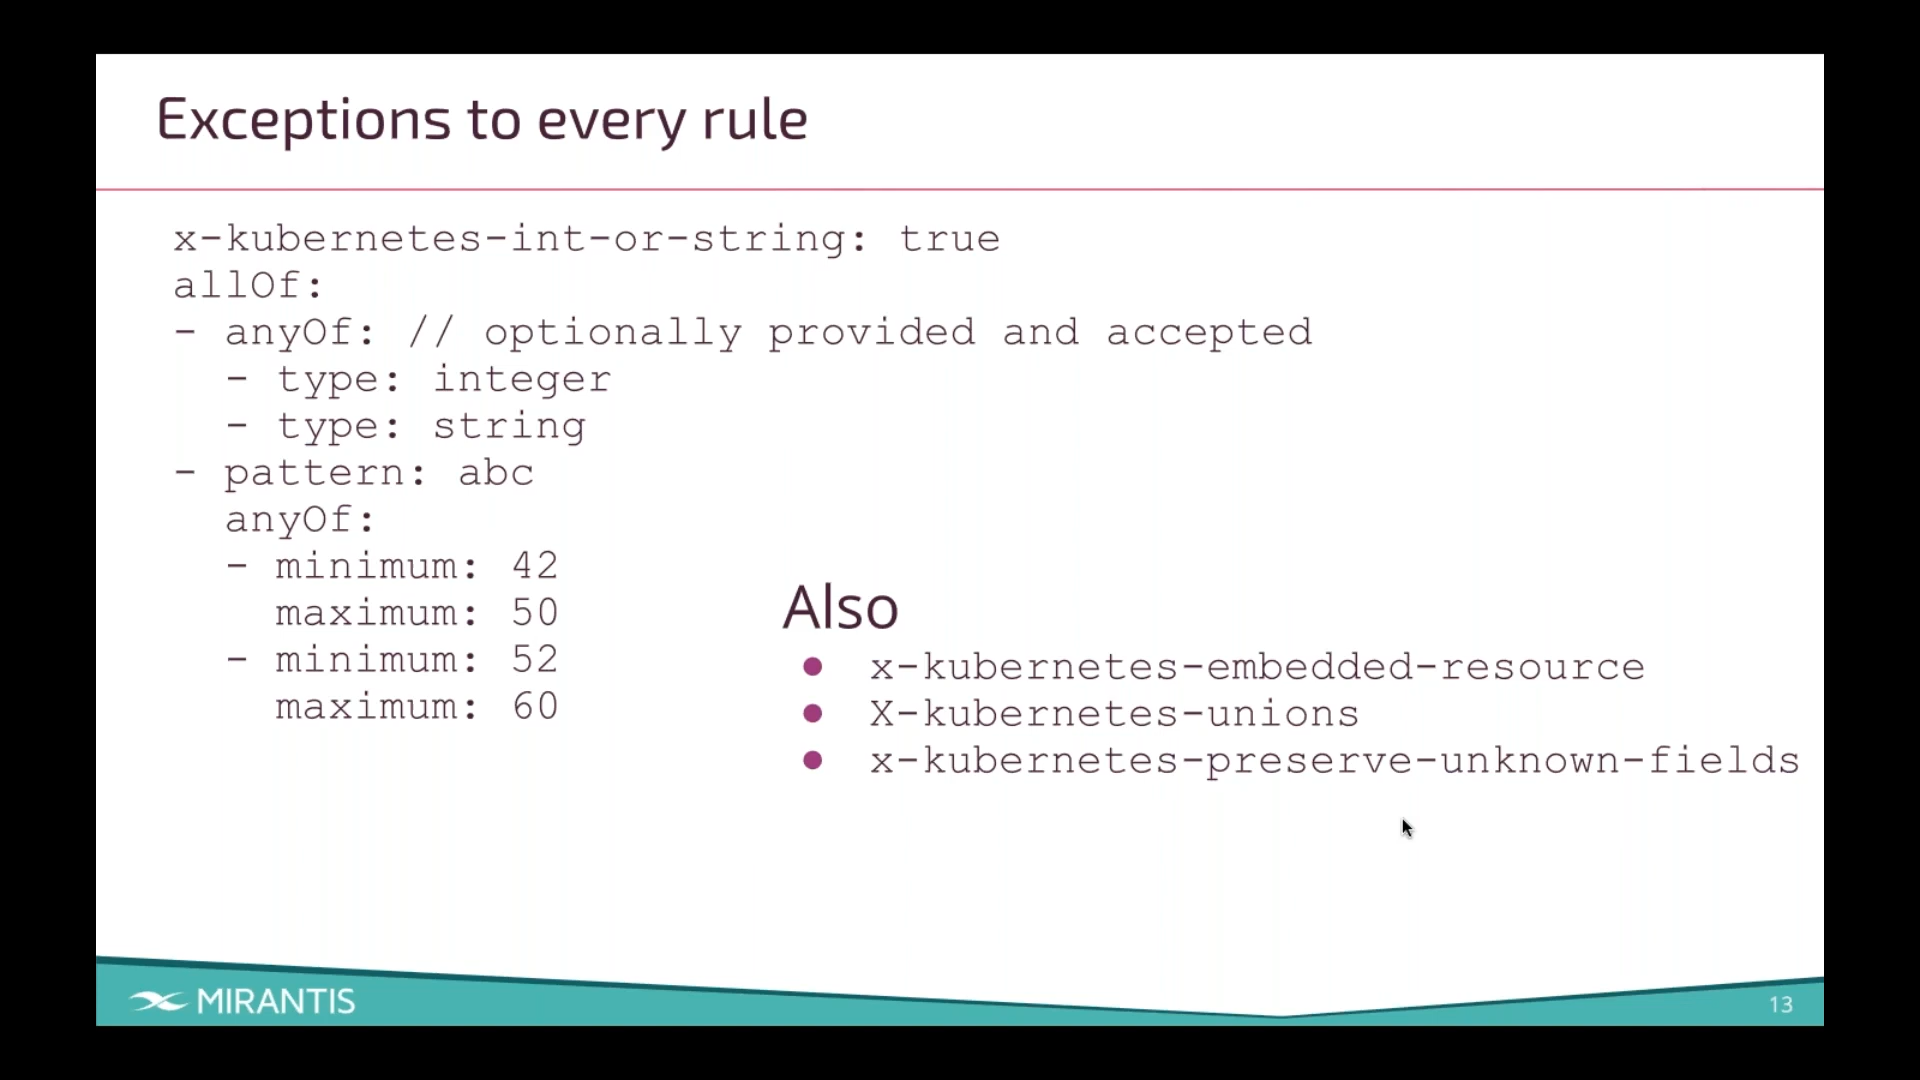 Exceptions to every rule
x-kubernetes-int-or-string: true
allOf:
- anyOf: // optionally provided and accepted
  - type: integer
  - type: string
- pattern: abc
  anyOf:
  - minimum: 42
    maximum: 50
  - minimum: 52
    maximum: 60
Also
● x-kubernetes-embedded-resource
● X-kubernetes-unions
● x-kubernetes-preserve-unknown-fields
MIRANTIS
13